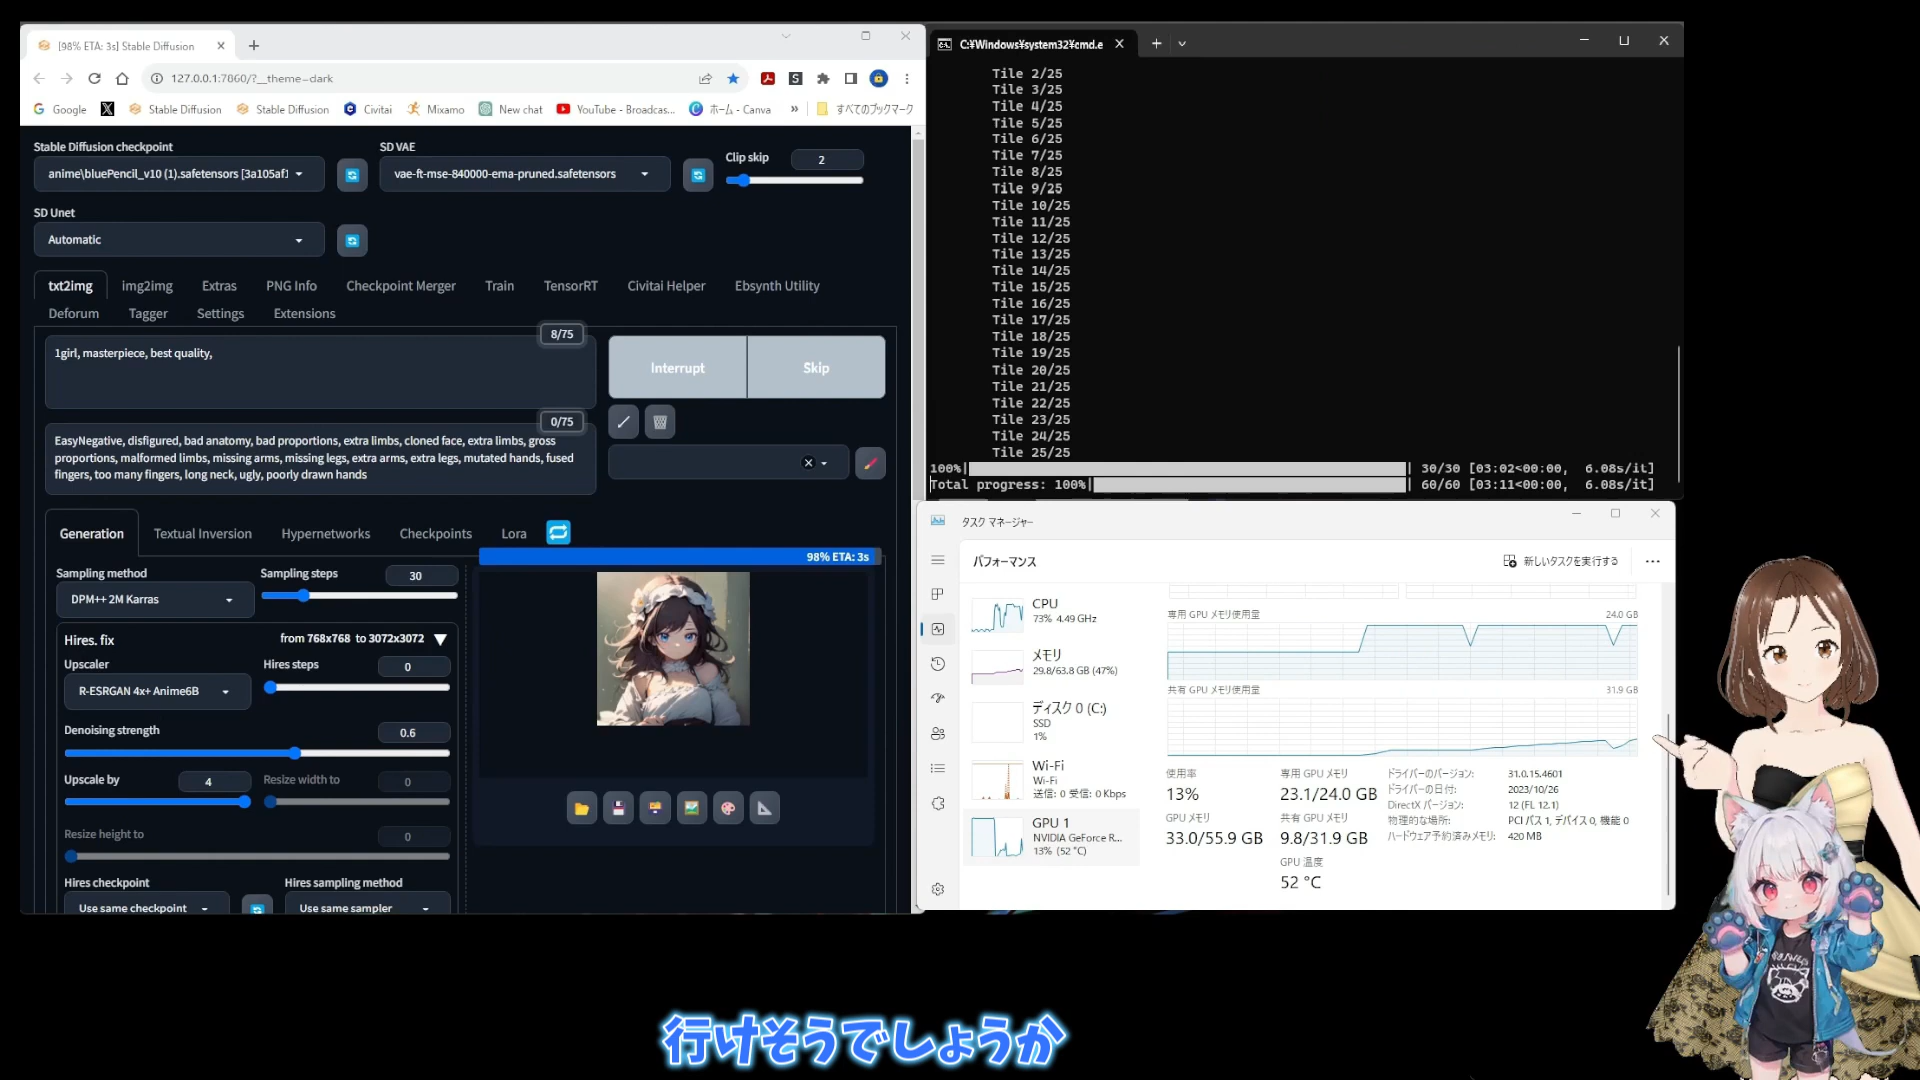 [98% ETA: 3s] Stable Diffusion
127.0.0.1:7860/?__theme=dark
Google
Stable Diffusion
Stable Diffusion
Civitai
Mixamo
New chat
YouTube - Broadcas...
ホーム - Canva
»
すべてのブックマーク
Stable Diffusion checkpoint
SD VAE
Clip skip
2
anime\bluePencil_v10 (1).safetensors [3a105af1
vae-ft-mse-840000-ema-pruned.safetensors
SD Unet
Automatic
txt2img
img2img
Extras
PNG Info
Checkpoint Merger
Train
TensorRT
Civitai Helper
Ebsynth Utility
Deforum
Tagger
Settings
Extensions
8/75
1girl, masterpiece, best quality,
Interrupt
Skip
0/75
EasyNegative, disfigured, bad anatomy, bad proportions, extra limbs, cloned face, extra limbs, gross
proportions, malformed limbs, missing arms, missing legs, extra arms, extra legs, mutated hands, fused
fingers, too many fingers, long neck, ugly, poorly drawn hands
Generation
Textual Inversion
Hypernetworks
Checkpoints
Lora
98% ETA: 3s
Sampling method
Sampling steps
30
DPM++ 2M Karras
Hires. fix
from 768x768 to 3072x3072
Upscaler
Hires steps
0
R-ESRGAN 4x+ Anime6B
Denoising strength
0.6
Upscale by
4
Resize width to
0
Resize height to
0
Hires checkpoint
Hires sampling method
Use same checkpoint
Use same sampler
C:¥Windows¥system32¥cmd.e
Tile 2/25
Tile 3/25
Tile 4/25
Tile 5/25
Tile 6/25
Tile 7/25
Tile 8/25
Tile 9/25
Tile 10/25
Tile 11/25
Tile 12/25
Tile 13/25
Tile 14/25
Tile 15/25
Tile 16/25
Tile 17/25
Tile 18/25
Tile 19/25
Tile 20/25
Tile 21/25
Tile 22/25
Tile 23/25
Tile 24/25
Tile 25/25
100%| | 30/30 [03:02<00:00, 6.08s/it]
Total progress: 100%| | 60/60 [03:11<00:00, 6.08s/it]
タスク マネージャー
パフォーマンス
新しいタスクを実行する
CPU
73% 4.49 GHz
メモリ
29.8/63.8 GB (47%)
ディスク 0 (C:)
SSD
1%
Wi-Fi
Wi-Fi
送信: 0 受信: 0 Kbps
GPU 1
NVIDIA GeForce R...
13% (52 °C)
専用 GPU メモリ使用量
24.0 GB
共有 GPU メモリ使用量
31.9 GB
使用率
13%
専用 GPU メモリ
23.1/24.0 GB
GPU メモリ
33.0/55.9 GB
共有 GPU メモリ
9.8/31.9 GB
GPU 温度
52 °C
ドライバーのバージョン: 31.0.15.4601
ドライバーの日付: 2023/10/26
DirectX バージョン: 12 (FL 12.1)
物理的な場所: PCI バス 1, デバイス 0, 機能 0
ハードウェア予約済みメモリ: 420 MB
行けそうでしょうか